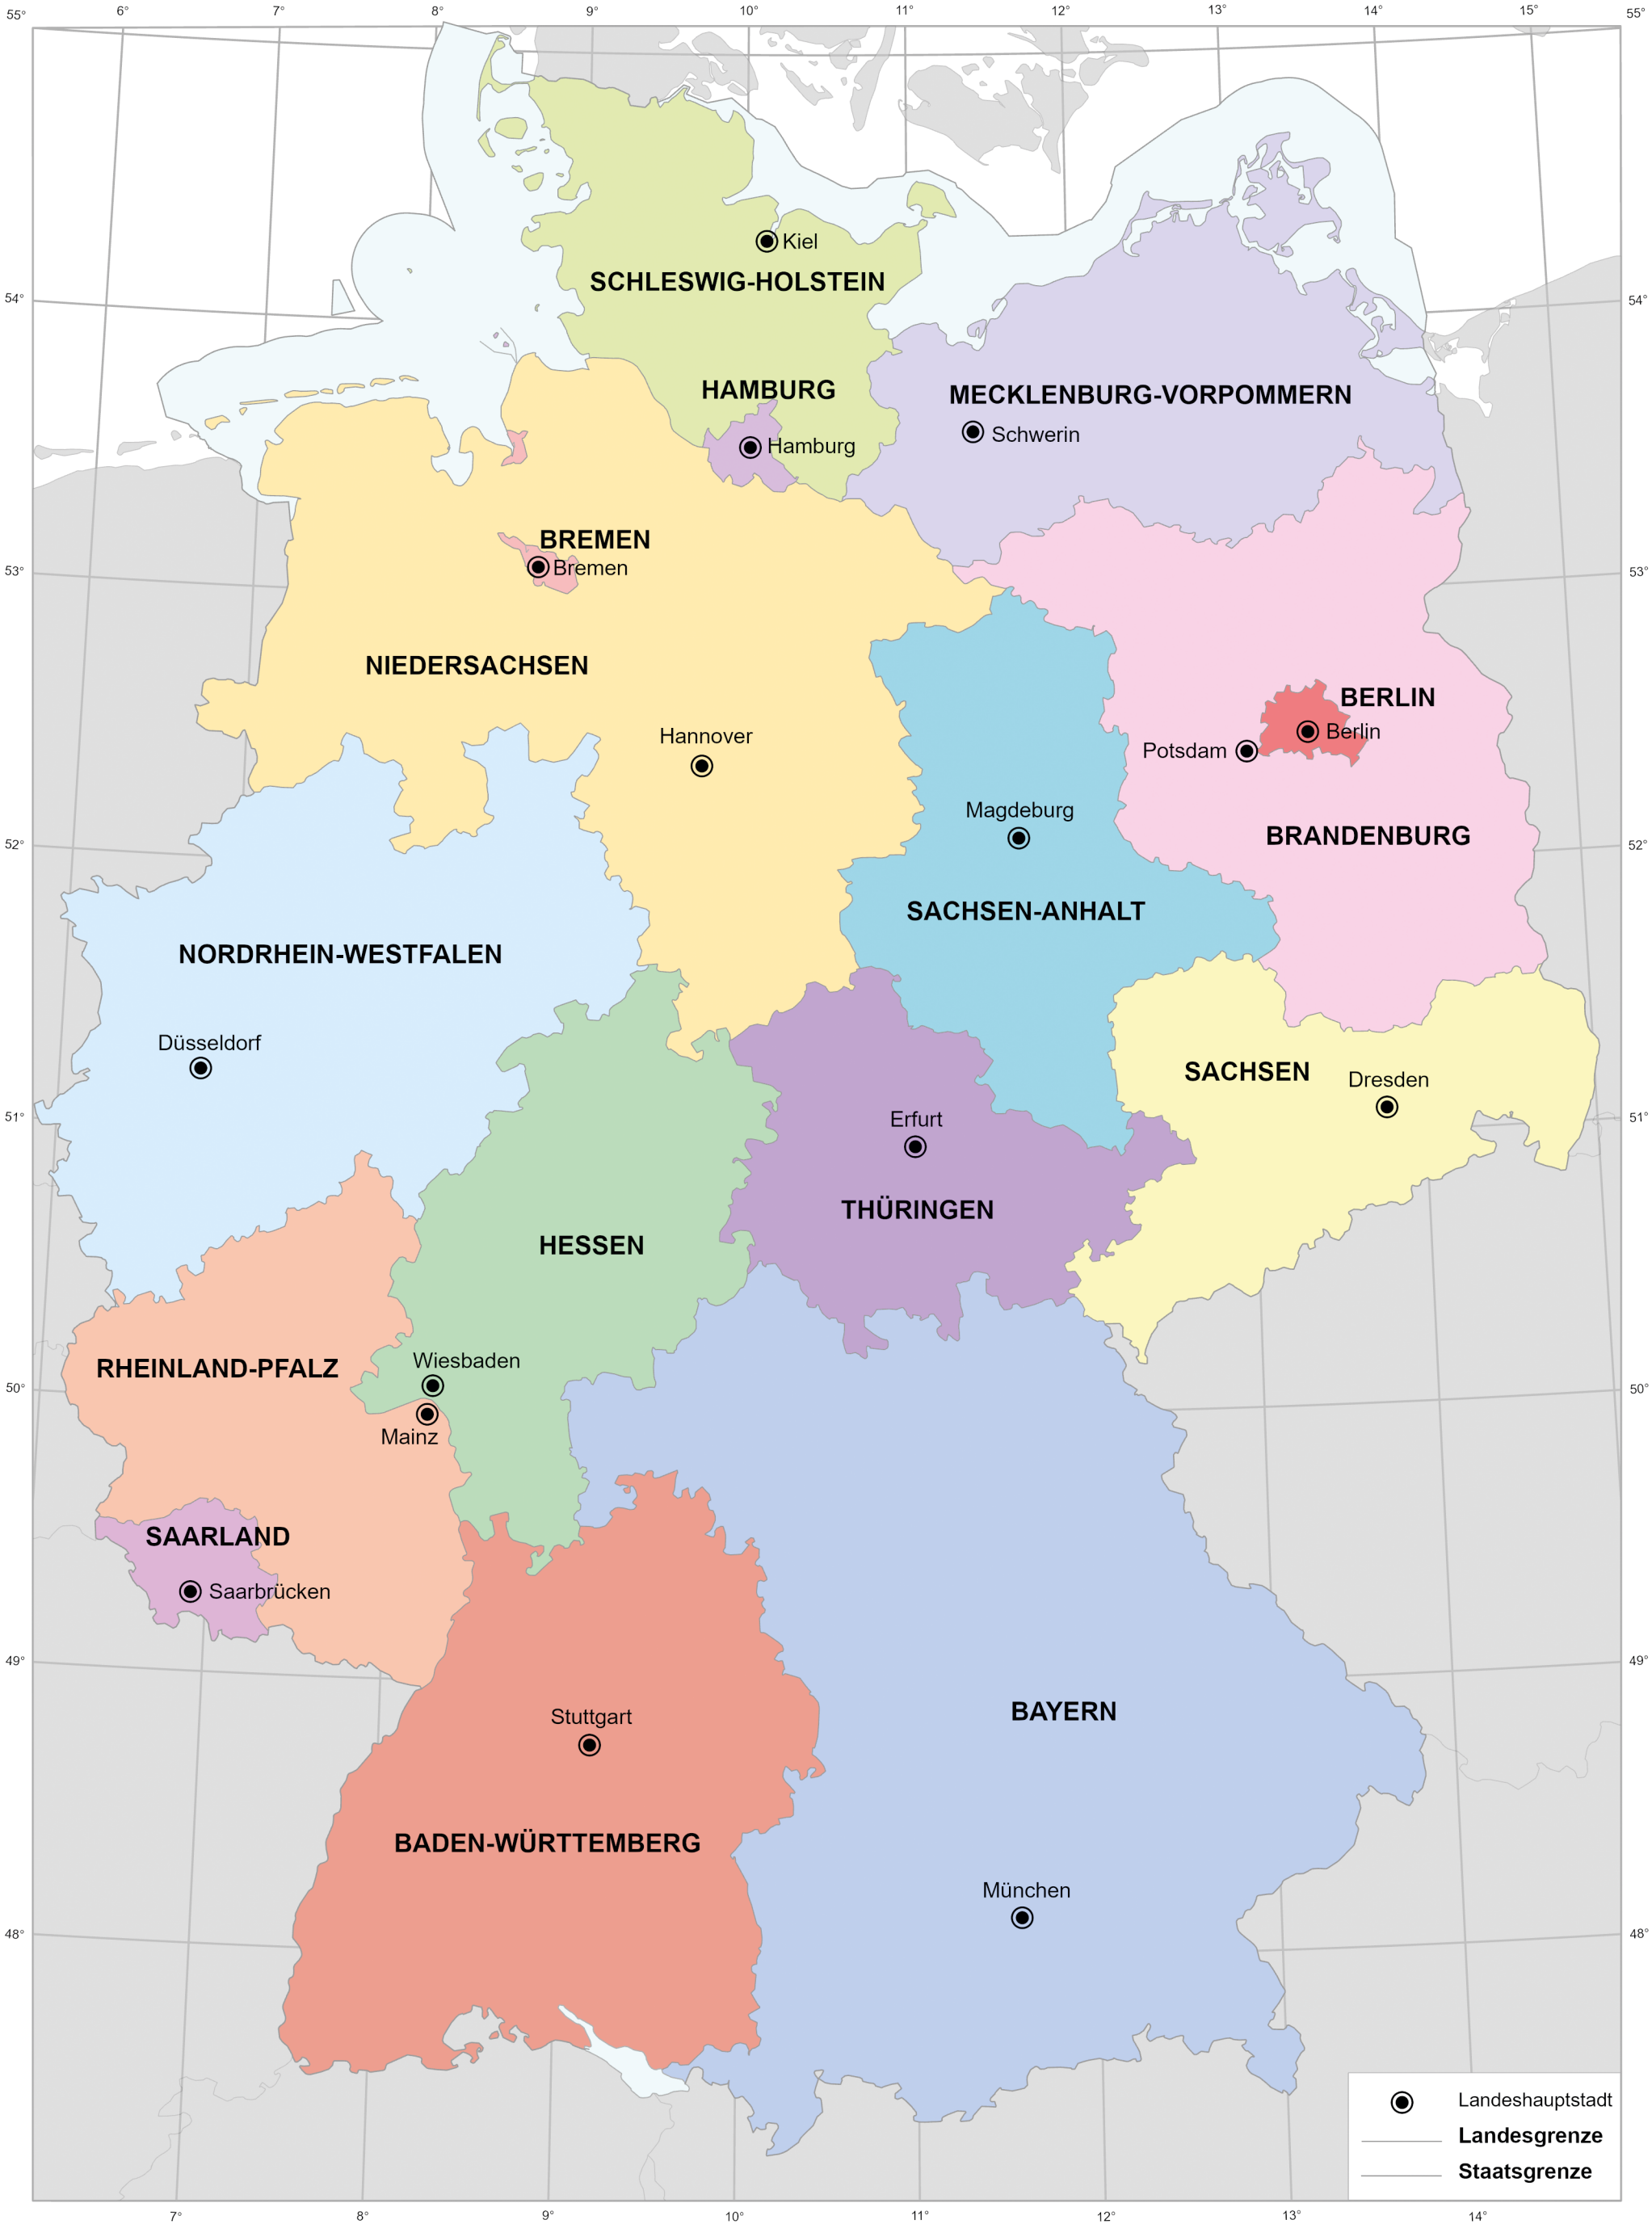 55° 6° 7° 8° 9° 10° 11° 12° 13° 14° 15° 55°
Kiel
SCHLESWIG-HOLSTEIN
54° 54°
HAMBURG
MECKLENBURG-VORPOMMERN
Schwerin
Hamburg
BREMEN
Bremen
53° 53°
NIEDERSACHSEN
BERLIN
Berlin
Hannover
Potsdam
Magdeburg
BRANDENBURG
52° 52°
SACHSEN-ANHALT
NORDRHEIN-WESTFALEN
Düsseldorf
SACHSEN
Dresden
51° 51°
Erfurt
THÜRINGEN
HESSEN
Wiesbaden
RHEINLAND-PFALZ
50° 50°
Mainz
SAARLAND
Saarbrücken
49° 49°
BAYERN
Stuttgart
BADEN-WÜRTTEMBERG
München
48° 48°
Landeshauptstadt
Landesgrenze
Staatsgrenze
7° 8° 9° 10° 11° 12° 13° 14°